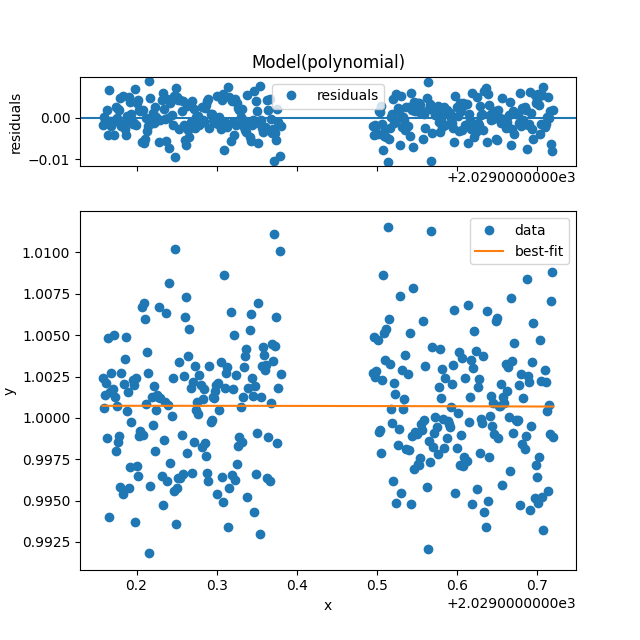 Model(polynomial)
residuals
0.00
−0.01
residuals
+2.0290000000e3
data
best-fit
1.0100
1.0075
1.0050
1.0025
1.0000
0.9975
0.9950
0.9925
y
0.2 0.3 0.4 0.5 0.6 0.7
x
+2.0290000000e3